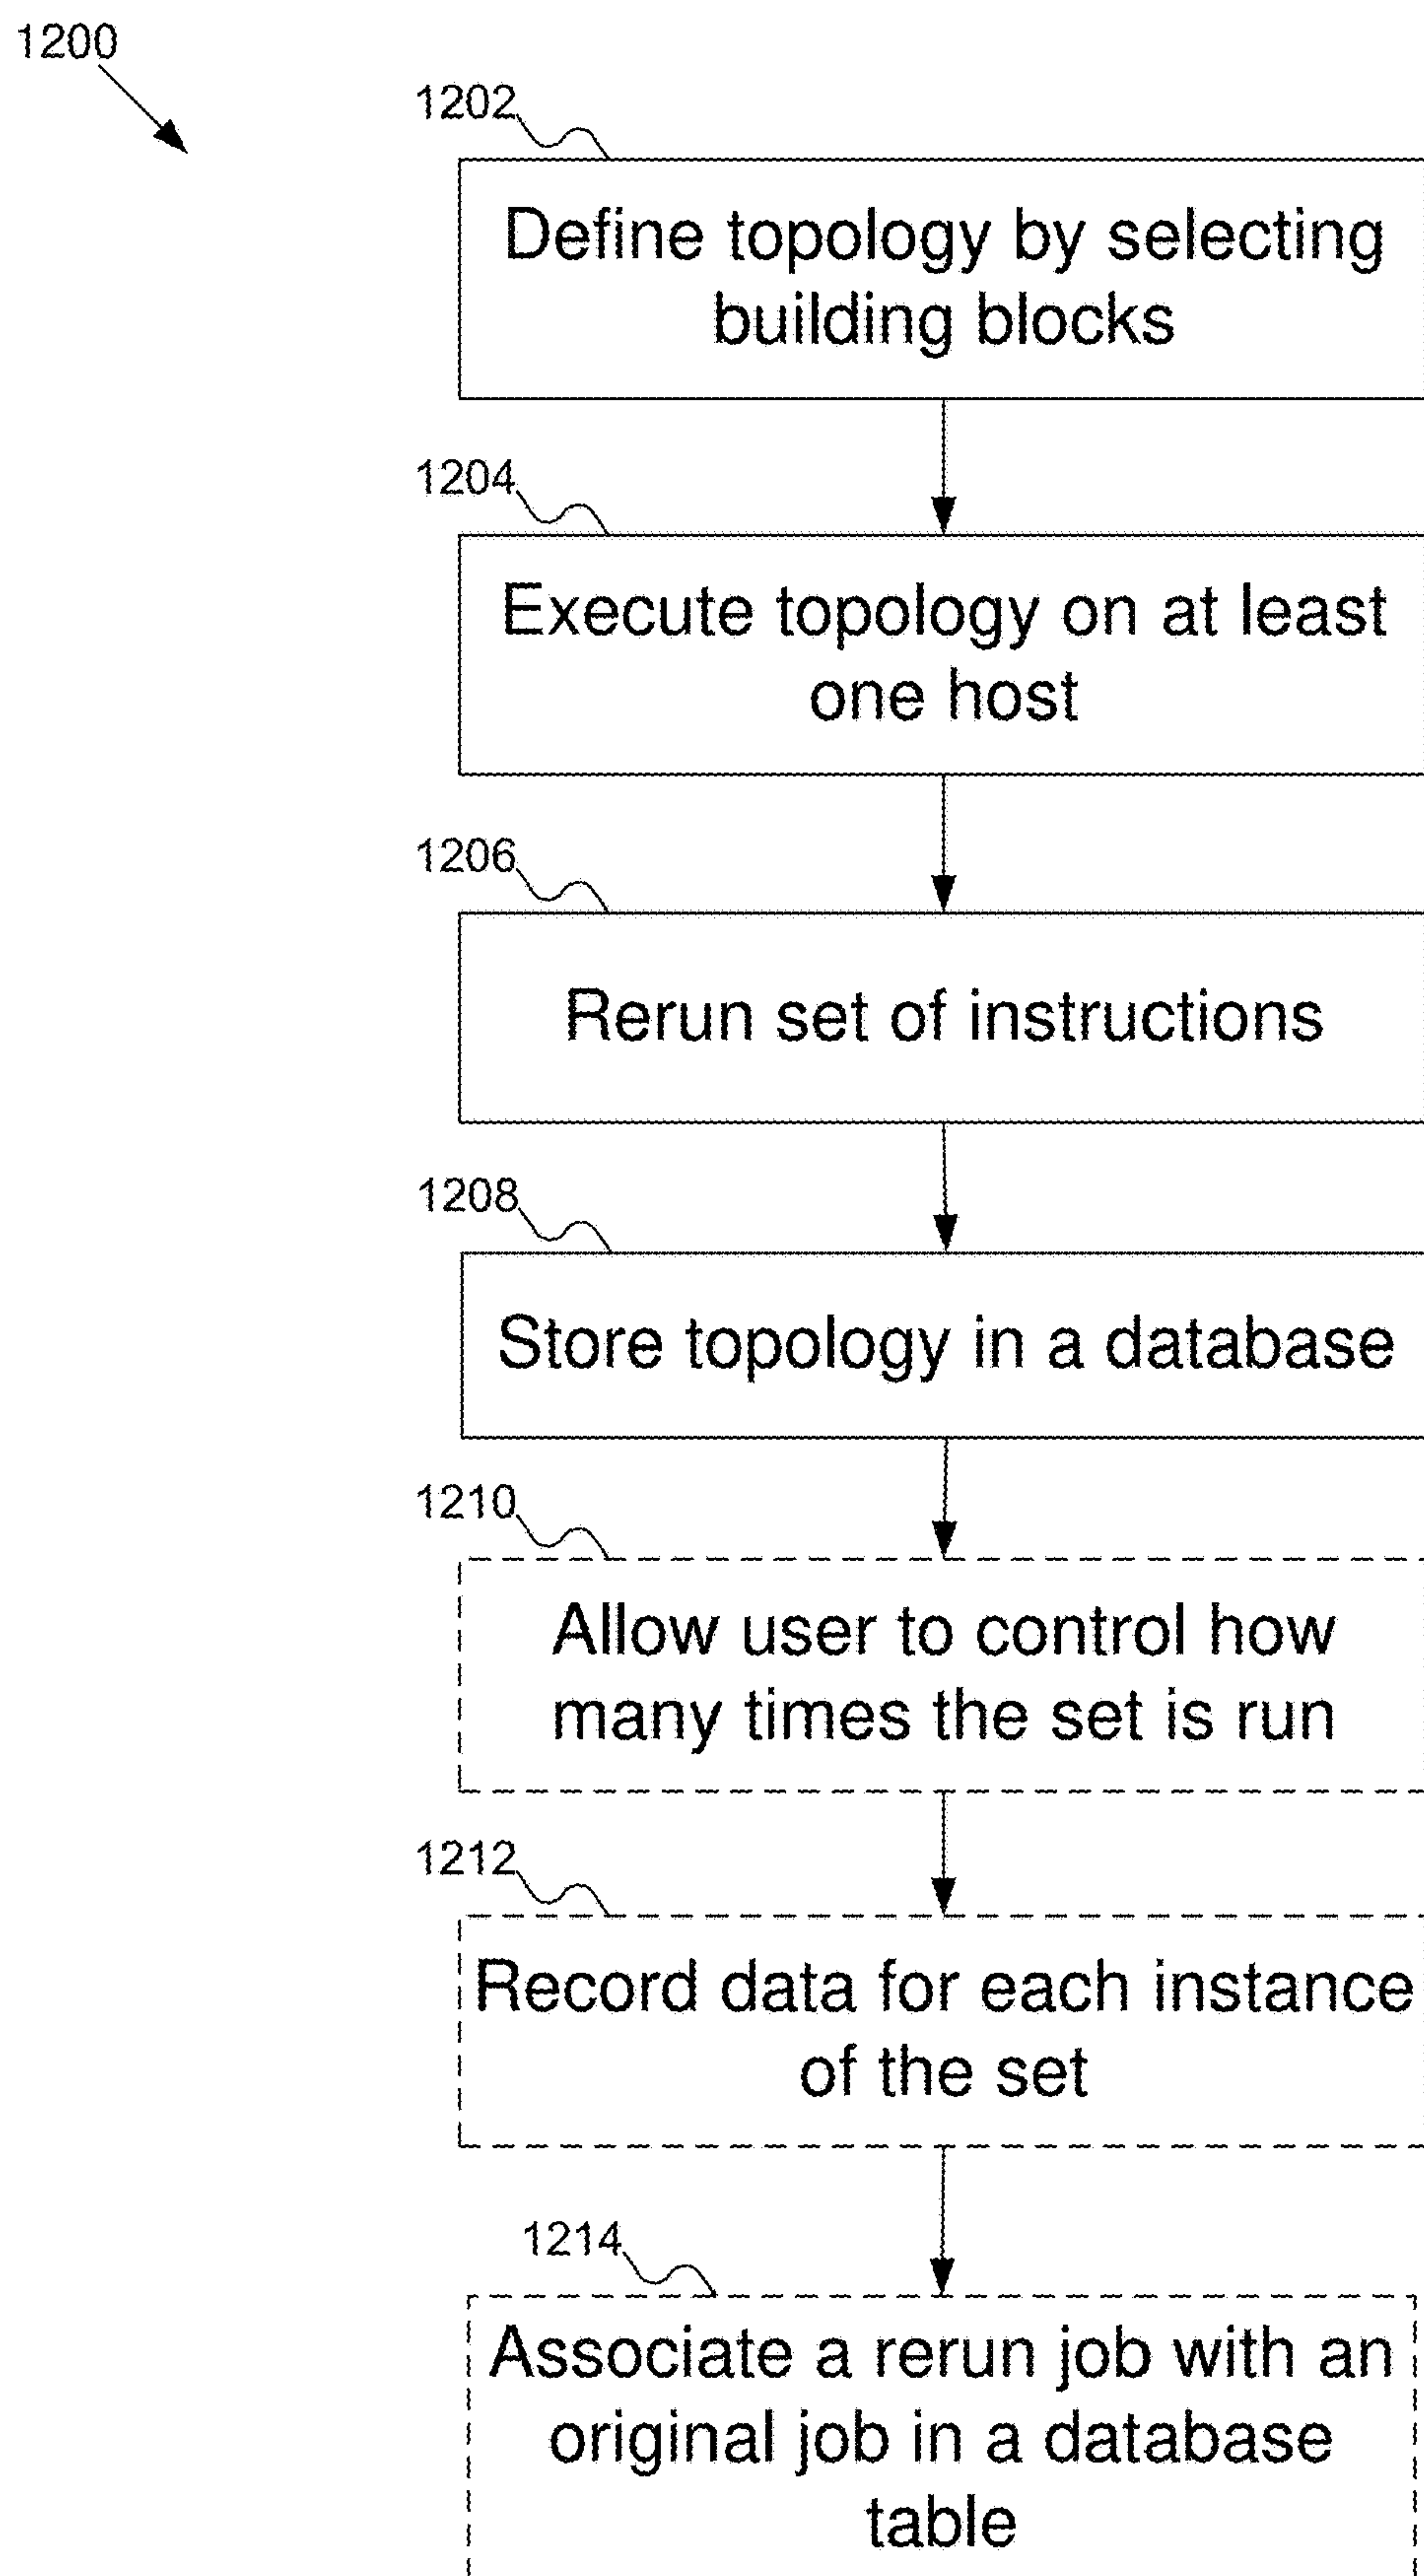 1200
1202
Define topology by selecting
building blocks
1204
Execute topology on at least
one host
1206
Rerun set of instructions
1208
Store topology in a database
1210
Allow user to control how
many times the set is run
1212
Record data for each instance
of the set
1214
Associate a rerun job with an
original job in a database
table